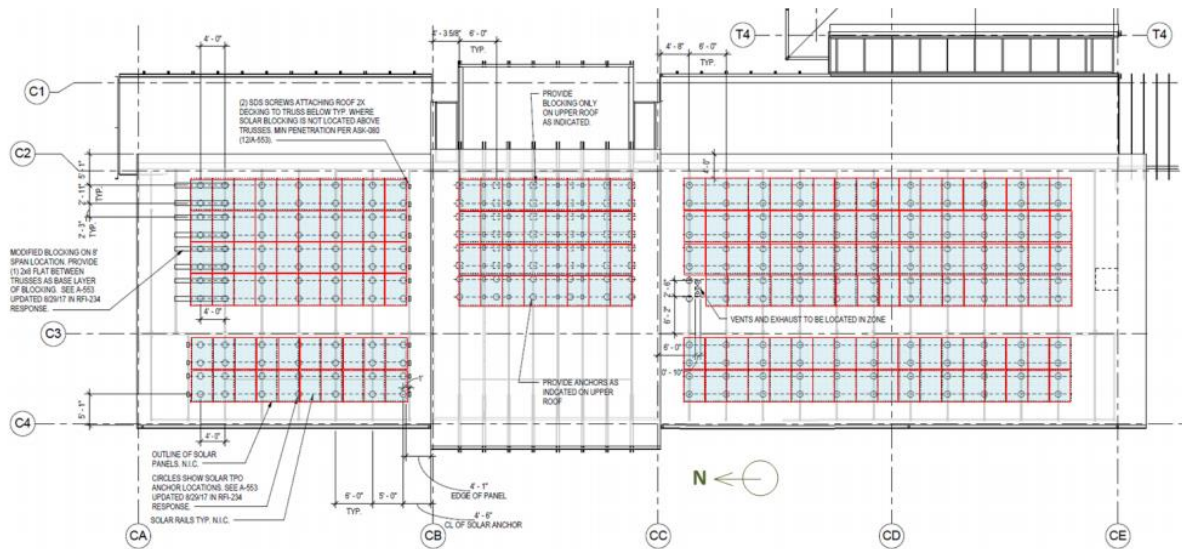 4' - 0"
4' - 3 5/8"
6' - 0"
TYP.
4' - 8"
6' - 0"
TYP.
T4
T4
C1
(2) SDS SCREWS ATTACHING ROOF 2X
DECKING TO TRUSS BELOW TYP. WHERE
SOLAR BLOCKING IS NOT LOCATED ABOVE
TRUSSES. MIN PENETRATION PER ASK-080
(12/A-553).
PROVIDE
BLOCKING ONLY
ON UPPER ROOF
AS INDICATED.
C2
5' - 1"
4' - 0"
2' - 11"
TYP.
2' - 3"
TYP.
MODIFIED BLOCKING ON 8'
SPAN LOCATION. PROVIDE
(1) 2x8 FLAT BETWEEN
TRUSSES AS BASE LAYER
OF BLOCKING. SEE A-553
UPDATED 8/29/17 IN RFI-234
RESPONSE.
4' - 0"
2' - 6"
6' - 2"
VENTS AND EXHAUST TO BE LOCATED IN ZONE
C3
6' - 0"
0' - 10"
1'
PROVIDE ANCHORS AS
INDCATED ON UPPER
ROOF
5' - 1"
C4
4'-0"
OUTLINE OF SOLAR
PANELS. N.I.C.
CIRCLES SHOW SOLAR TPO
ANCHOR LOCATIONS. SEE A-553
UPDATED 8/29/17 IN RFI-234
RESPONSE.
SOLAR RAILS TYP. N.I.C.
6' - 0"
TYP.
5' - 0"
4' - 1"
EDGE OF PANEL
4' - 6"
CL OF SOLAR ANCHOR
N
CA
CB
CC
CD
CE